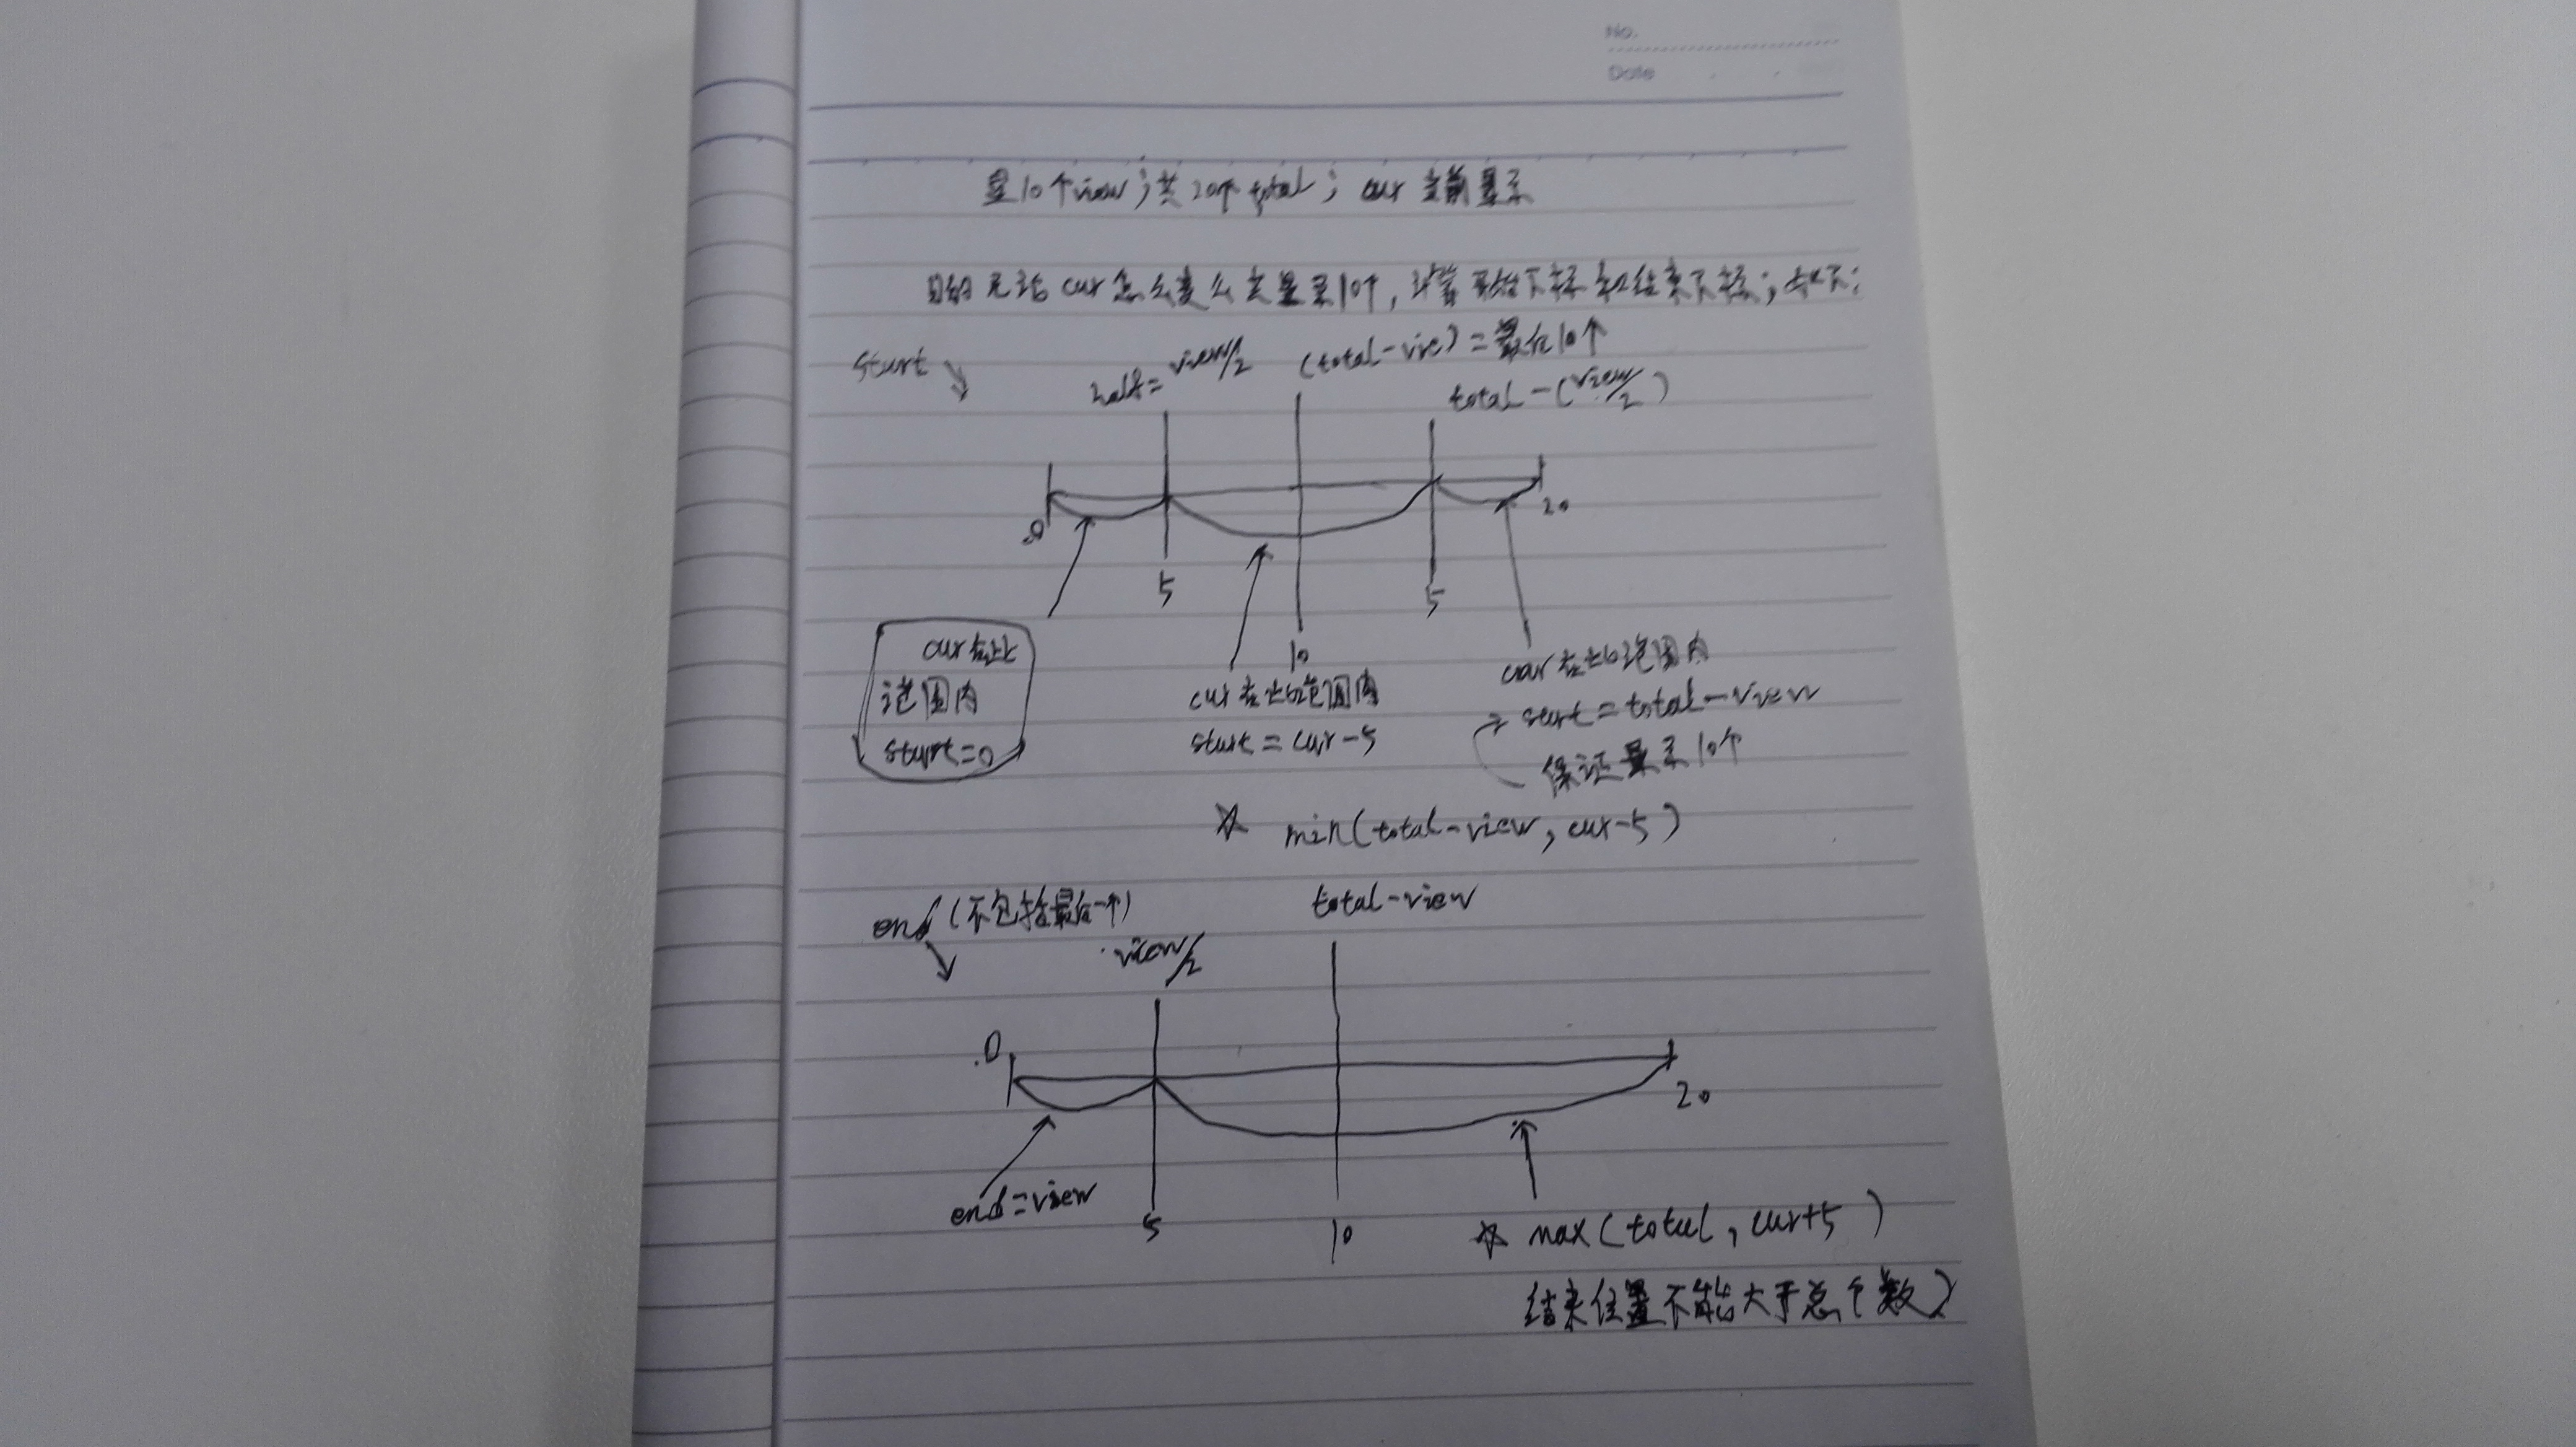 No.
Date
显10个view；共20个total；cur 当前显示
目的 无论 cur 怎么变 么都显示10个，计算 开始下标 和 结束下标；如下：
start
half=view/2
(total-vie)=最后10个
total-(view/2)
0
20
5
10
5
cur在此
范围内
start=0
cur在此范围内
start=cur-5
cur在此范围内
start=total-view
保证显示10个
min(total-view, cur-5)
end(不包括最后一个)
view/2
total-view
0
20
end=view
5
10
max(total, cur+5 )
结束位置不能大于总个数)